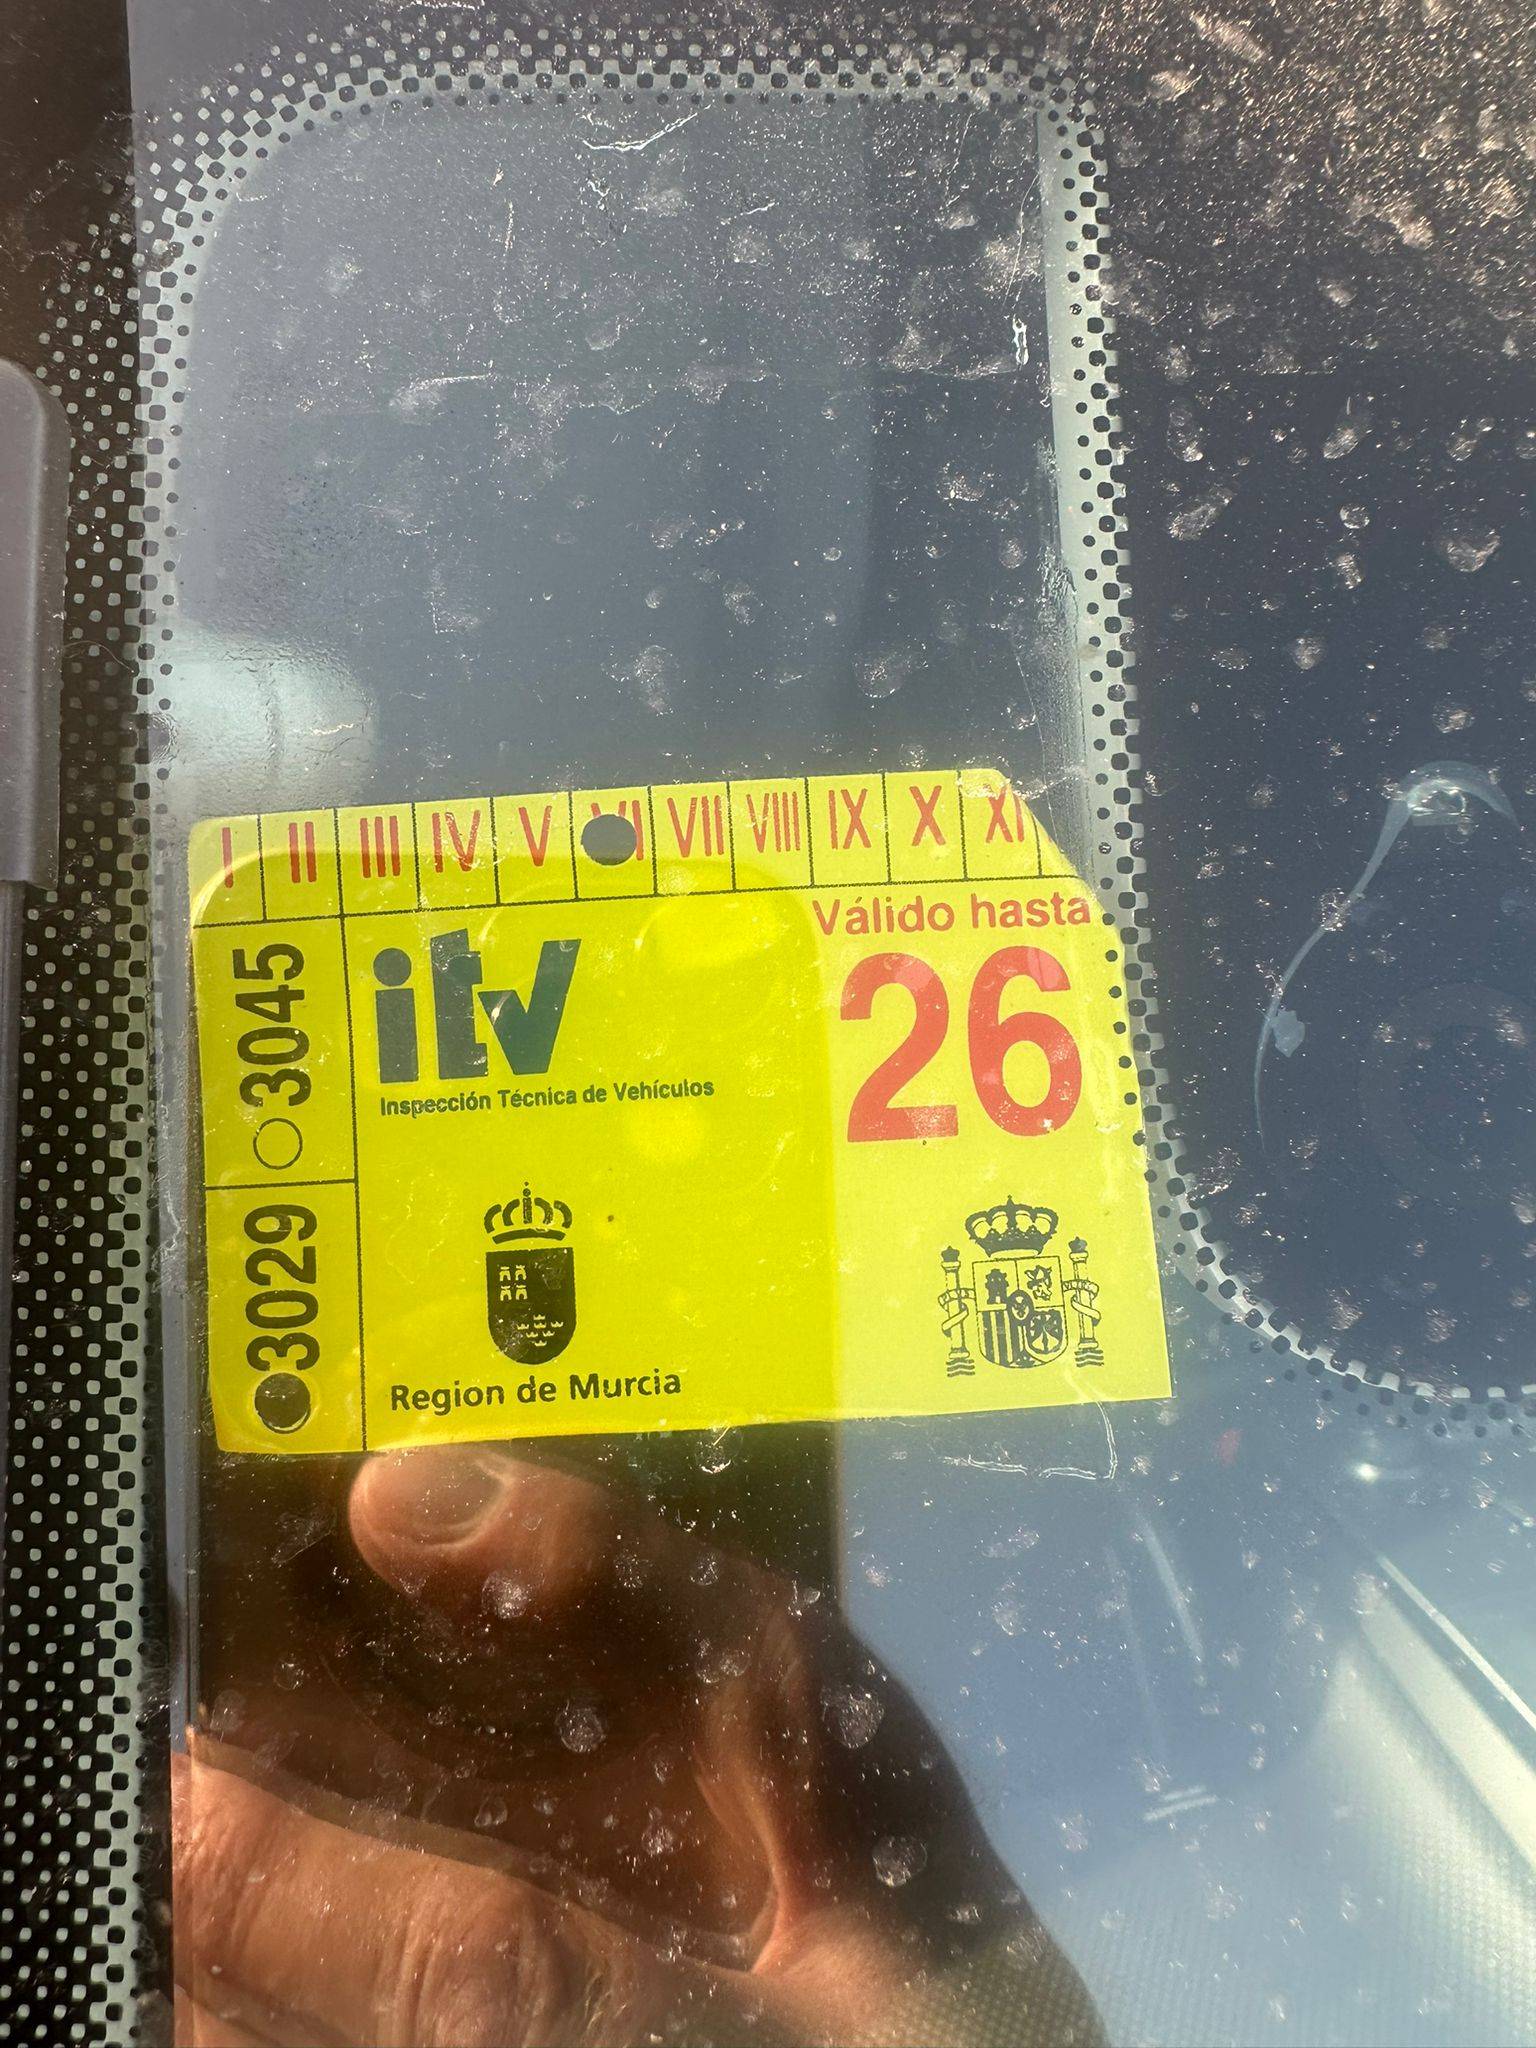 I II III IV V VI VII VIII IX X XI
Válido hasta
26
itv
Inspección Técnica de Vehículos
3045
3029
Region de Murcia